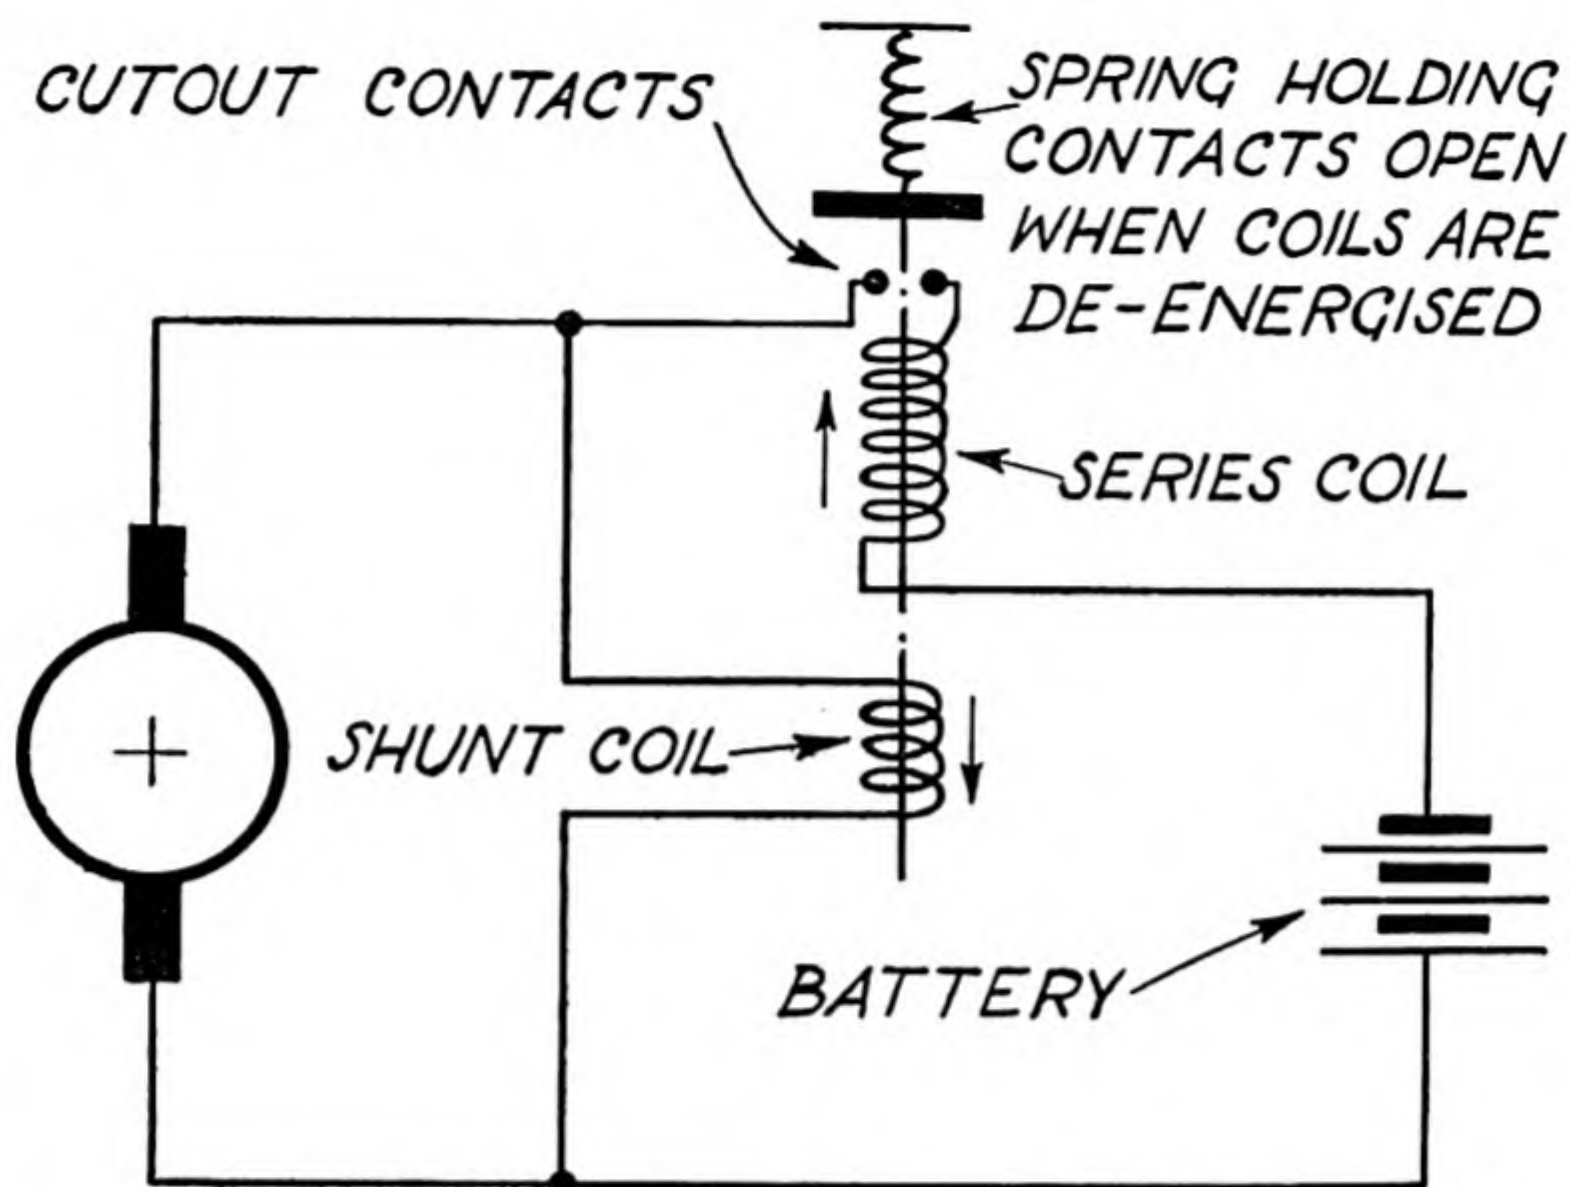 CUTOUT CONTACTS
SPRING HOLDING
CONTACTS OPEN
WHEN COILS ARE
DE-ENERGISED
SERIES COIL
SHUNT COIL
BATTERY